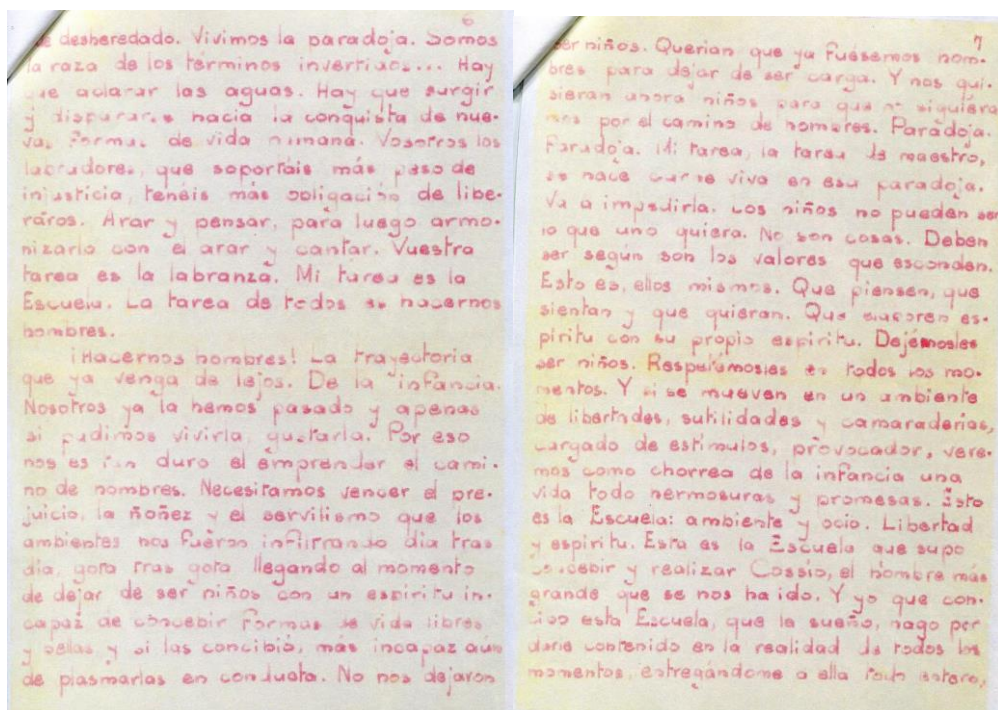 6
de desheredado. Vivimos la paradoja. Somos
la raza de los términos invertidos... Hay
que aclarar las aguas. Hay que surgir
y dispararse hacia la conquista de nue-
vas formas de vida humana. Vosotros los
labradores, que soportáis más peso de
injusticia, tenéis más obligación de libe-
raros. Arar y pensar, para luego armo-
nizarlo con el arar y cantar. Vuestra
tarea es la labranza. Mi tarea es la
Escuela. La tarea de todos es hacernos
hombres.
¡Hacernos hombres! La trayectoria
que ya venga de lejos. De la infancia.
Nosotros ya la hemos pasado y apenas
si pudimos vivirla, gustarla. Por eso
nos es tan duro el emprender el cami-
no de hombres. Necesitamos vencer el pre-
juicio, la ñoñez y el servilismo que los
ambientes nos fueron infiltrando día tras
día, gota tras gota llegando al momento
de dejar de ser niños con un espíritu in-
capaz de concebir formas de vida libres
y bellas, y si las concibió, más incapaz aún
de plasmarlas en conducta. No nos dejaron
7
ser niños. Querían que ya fuésemos hom-
bres para dejar de ser carga. Y nos qui-
sieran ahora niños para que no siguiéra
mos por el camino de hombres. Paradoja.
Paradoja. Mi tarea, la tarea de maestro,
se hace carne viva en esa paradoja.
Va a impedirla. Los niños no pueden ser
lo que uno quiera. No son cosas. Deben
ser según son los valores que esconden.
Esto es, ellos mismos. Que piensen, que
sientan y que quieran. Que elaboren es-
píritu con su propio espíritu. Dejémosles
ser niños. Respetémosles en todos los mo-
mentos. Y si se mueven en un ambiente
de libertades, sutilidades y camaraderías,
cargado de estímulos, provocador, vere-
mos como chorrea de la infancia una
vida todo hermosuras y promesas. Esto
es la Escuela: ambiente y ocio. Libertad
y espíritu. Esta es la Escuela que supo
concebir y realizar Cossío, el hombre más
grande que se nos ha ido. Y yo que con-
cibo esta Escuela, que la sueño, hago por
darle contenido en la realidad de todos los
momentos, entregándome a ella todo entero,